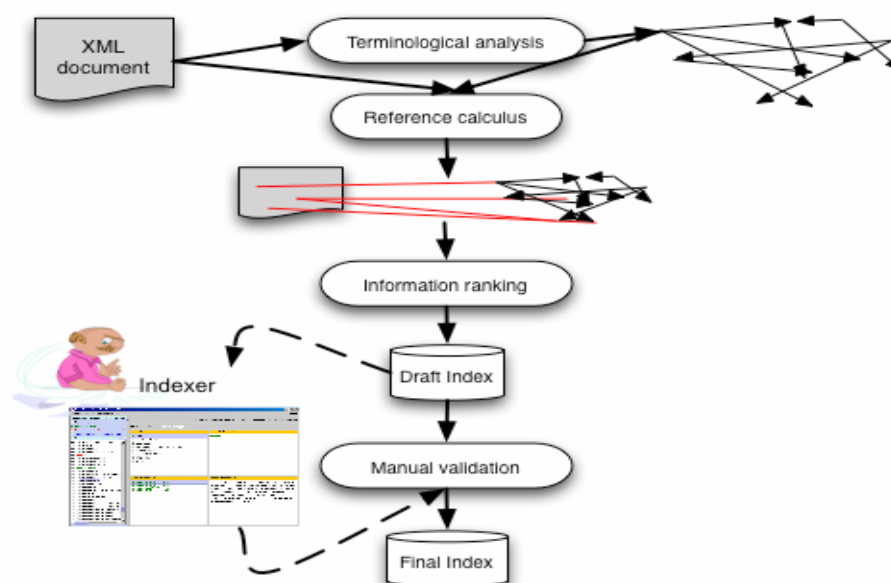 XML
document
Terminological analysis
Reference calculus
Information ranking
Draft Index
Indexer
Manual validation
Final Index